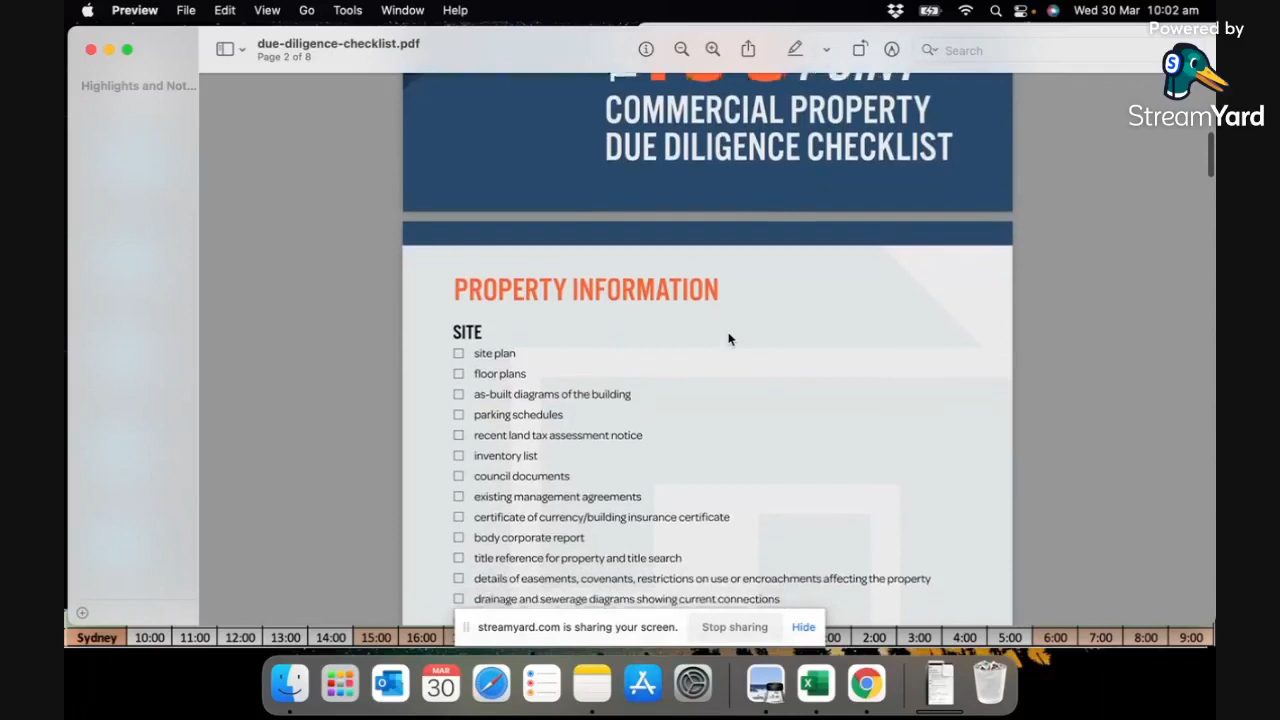 Preview File Edit View Go Tools Window Help Wed 30 Mar 10:02 am
Powered by
StreamYard
due-diligence-checklist.pdf
Page 2 of 8
Search
Highlights and Not...
POINT
COMMERCIAL PROPERTY
DUE DILIGENCE CHECKLIST
PROPERTY INFORMATION
SITE
site plan
floor plans
as-built diagrams of the building
parking schedules
recent land tax assessment notice
inventory list
council documents
existing management agreements
certificate of currency/building insurance certificate
body corporate report
title reference for property and title search
details of easements, covenants, restrictions on use or encroachments affecting the property
drainage and sewerage diagrams showing current connections
streamyard.com is sharing your screen. Stop sharing Hide
Sydney 10:00 11:00 12:00 13:00 14:00 15:00 16:00 2:00 3:00 4:00 5:00 6:00 7:00 8:00 9:00
MAR
30